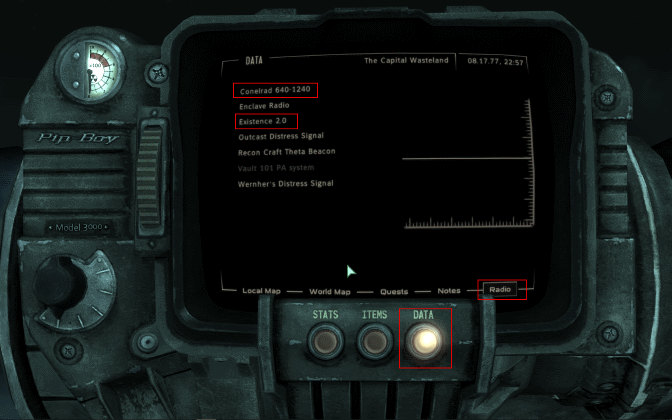 DATA
The Capital Wasteland
08.17.77, 22:57
x100
Conelrad 640-1240
Enclave Radio
Existence 2.0
Outcast Distress Signal
Recon Craft Theta Beacon
Vault 101 PA system
Wernher's Distress Signal
Pip Boy
Model 3000
Local Map
World Map
Quests
Notes
Radio
STATS
ITEMS
DATA